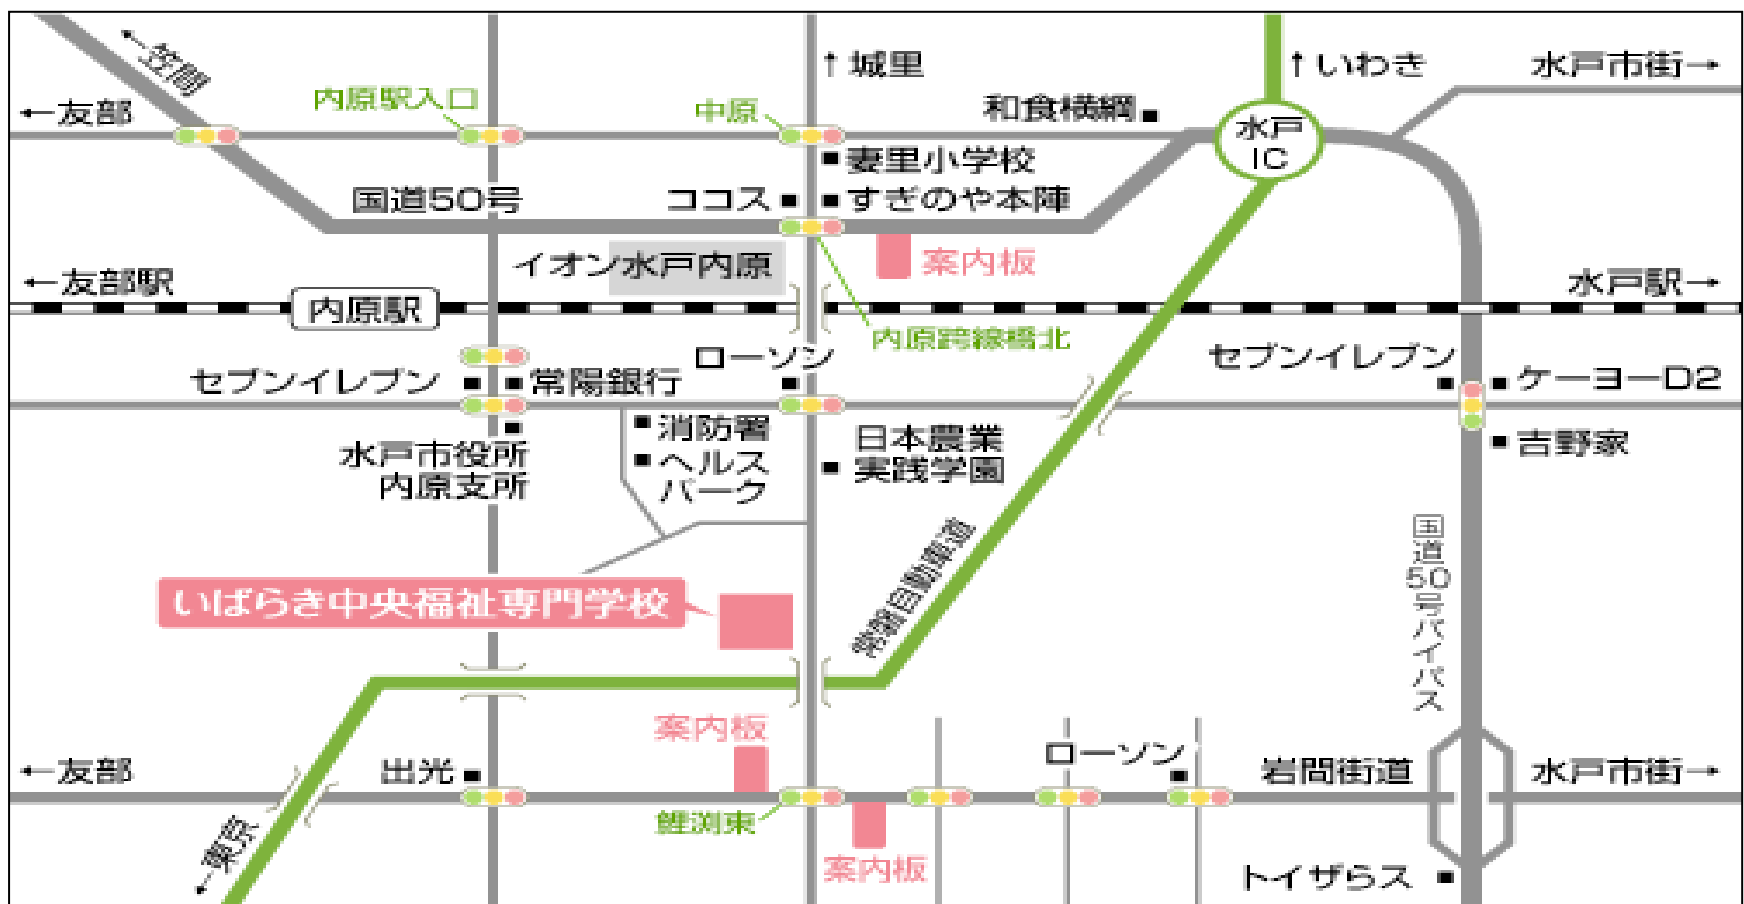 ←笠間
↑城里
↑いわき
水戸市街→
←友部
内原駅入口
中原
和食横綱
水戸
IC
妻里小学校
国道50号
ココス
すぎのや本陣
イオン水戸内原
案内板
←友部駅
水戸駅→
内原駅
内原跨線橋北
ローソン
セブンイレブン
セブンイレブン
常陽銀行
ケーヨーD2
消防署
日本農業
実践学園
吉野家
水戸市役所
内原支所
ヘルス
パーク
国道50号バイパス
常磐自動車道
いばらき中央福祉専門学校
案内板
ローソン
←友部
出光
岩間街道
水戸市街→
鯉渕東
←東京
案内板
トイザらス